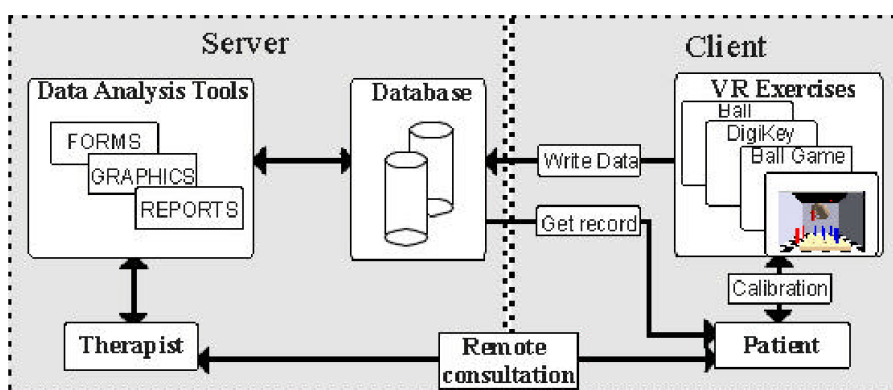 Server
Client
Data Analysis Tools
FORMS
GRAPHICS
REPORTS
Database
VR Exercises
Ball
DigiKey
Ball Game
Write Data
Get record
Calibration
Therapist
Remote
consultation
Patient